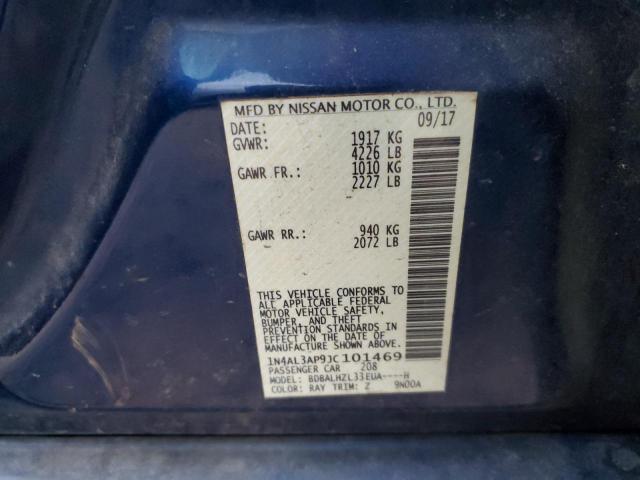 MFD BY NISSAN MOTOR CO., LTD.
DATE: 09/17
GVWR: 1917 KG
4226 LB
GAWR FR.: 1010 KG
2227 LB
GAWR RR.: 940 KG
2072 LB
THIS VEHICLE CONFORMS TO
ALL APPLICABLE FEDERAL
MOTOR VEHICLE SAFETY,
BUMPER, AND THEFT
PREVENTION STANDARDS IN
EFFECT ON THE DATE OF
MANUFACTURE SHOWN ABOVE.
1N4AL3AP9JC101469
PASSENGER CAR 208
MODEL: BDBALHZL33EUA----H
COLOR: RAY TRIM: Z 9N00A